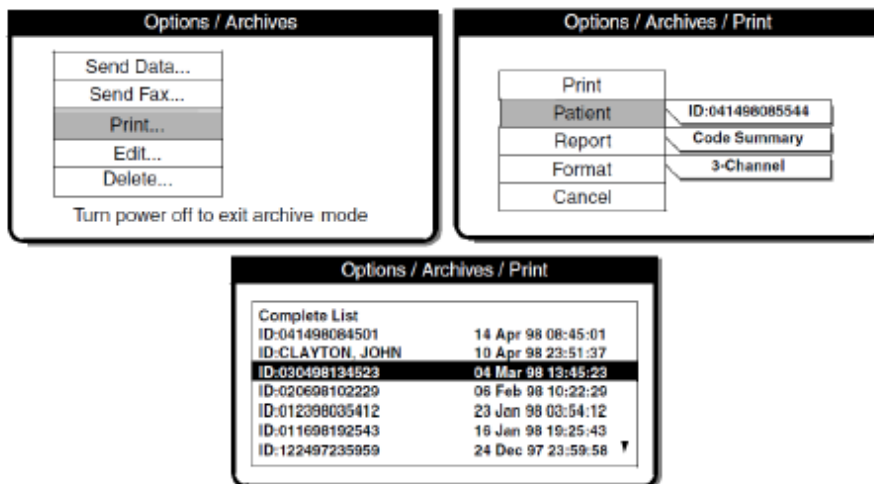 Options / Archives
Send Data...
Send Fax...
Print...
Edit...
Delete...
Turn power off to exit archive mode
Options / Archives / Print
Print
Patient
ID:041498085544
Report
Code Summary
Format
3-Channel
Cancel
Options / Archives / Print
Complete List
ID:041498084501 14 Apr 98 08:45:01
ID:CLAYTON, JOHN 10 Apr 98 23:51:37
ID:030498134523 04 Mar 98 13:45:23
ID:020698102229 06 Feb 98 10:22:29
ID:012398035412 23 Jan 98 03:54:12
ID:011698192543 16 Jan 98 19:25:43
ID:122497235959 24 Dec 97 23:59:58